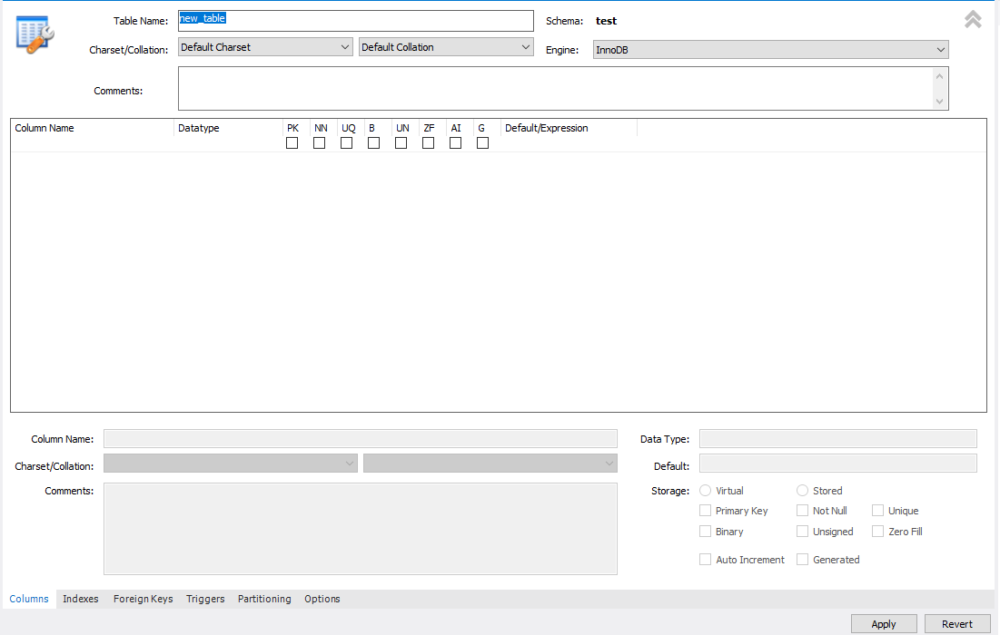 Table Name: new_table Schema: test
Charset/Collation: Default Charset Default Collation Engine: InnoDB
Comments:
Column Name Datatype PK NN UQ B UN ZF AI G Default/Expression
Column Name: Data Type:
Charset/Collation: Default:
Comments: Storage: Virtual Stored
Primary Key Not Null Unique
Binary Unsigned Zero Fill
Auto Increment Generated
Columns Indexes Foreign Keys Triggers Partitioning Options
Apply Revert